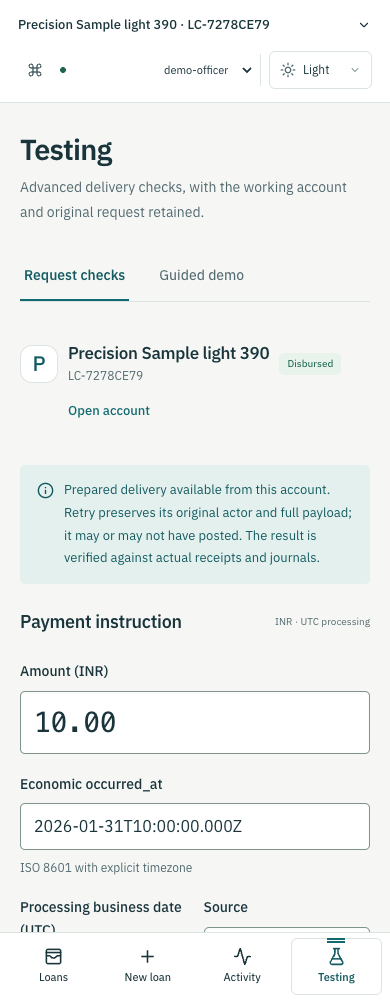 Precision Sample light 390 · LC-7278CE79
⌘
demo-officer
Light
Testing
Advanced delivery checks, with the working account
and original request retained.
Request checks
Guided demo
P
Precision Sample light 390
Disbursed
LC-7278CE79
Open account
Prepared delivery available from this account.
Retry preserves its original actor and full payload;
it may or may not have posted. The result is
verified against actual receipts and journals.
Payment instruction
INR · UTC processing
Amount (INR)
10.00
Economic occurred_at
2026-01-31T10:00:00.000Z
ISO 8601 with explicit timezone
Processing business date
(UTC)
Source
Loans
New loan
Activity
Testing